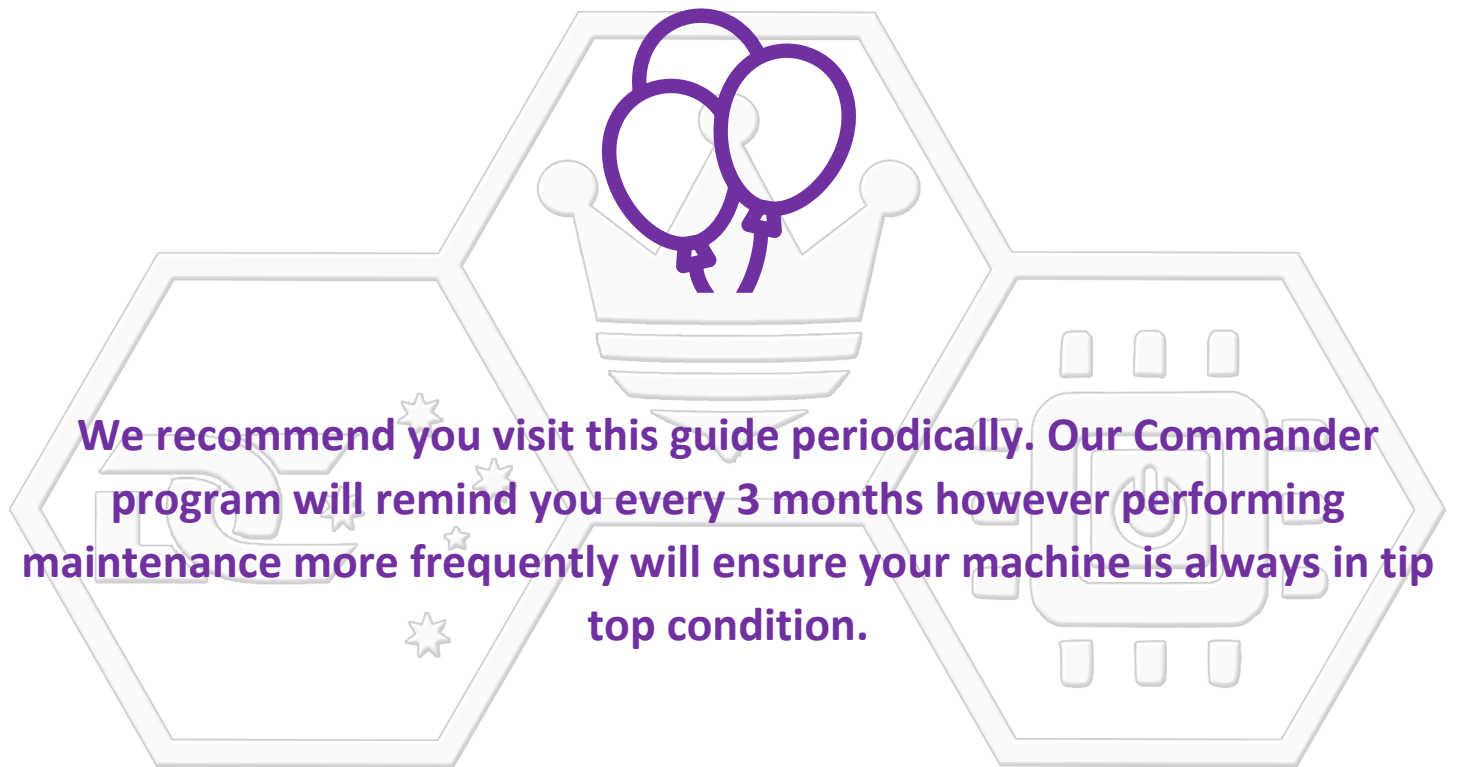 We recommend you visit this guide periodically. Our Commander
program will remind you every 3 months however performing
maintenance more frequently will ensure your machine is always in tip
top condition.